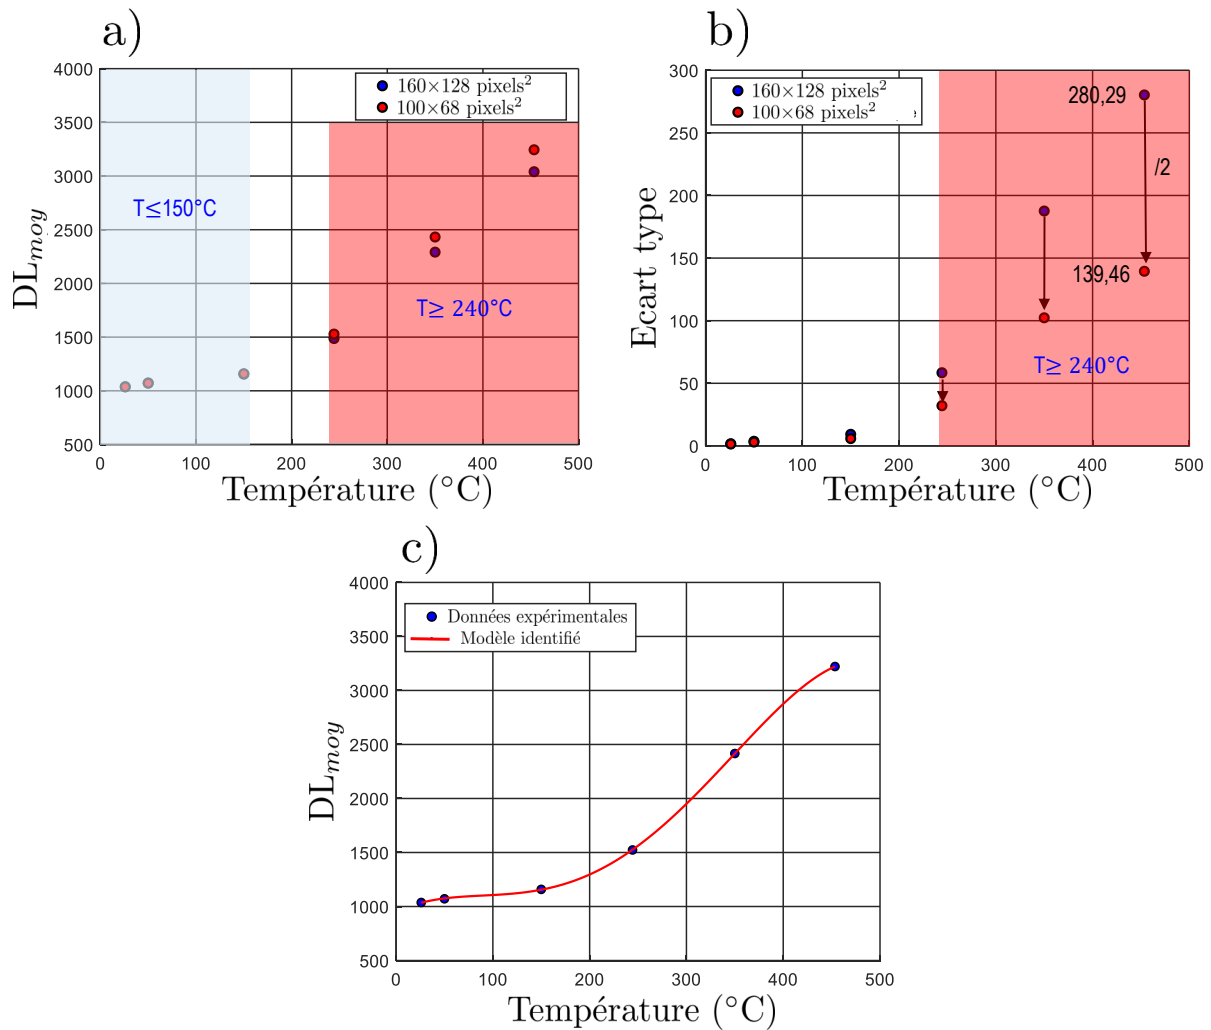 a)
4000
3500
3000
2500
2000
1500
1000
500
DLmoy
160×128 pixels²
100×68 pixels²
T≤150°C
T≥ 240°C
0 100 200 300 400 500
Température (°C)
b)
300
250
200
150
100
50
0
Ecart type
160×128 pixels²
100×68 pixels²
280,29
/2
139,46
T≥ 240°C
0 100 200 300 400 500
Température (°C)
c)
4000
3500
3000
2500
2000
1500
1000
500
DLmoy
Données expérimentales
Modèle identifié
0 100 200 300 400 500
Température (°C)